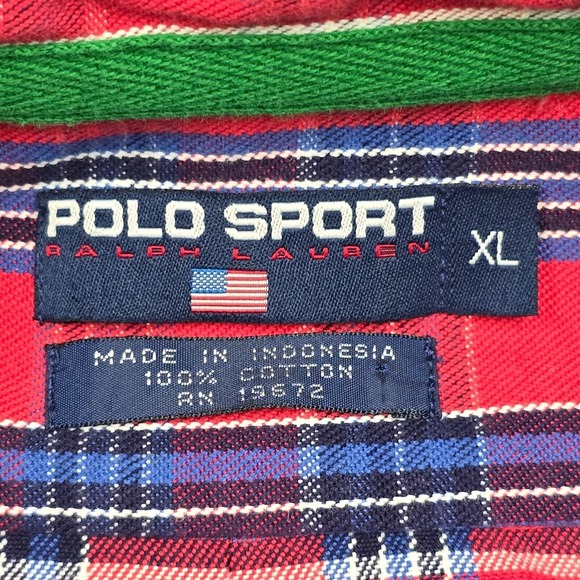 POLO SPORT
RALPH LAUREN
XL
MADE IN INDONESIA
100% COTTON
RN 19672